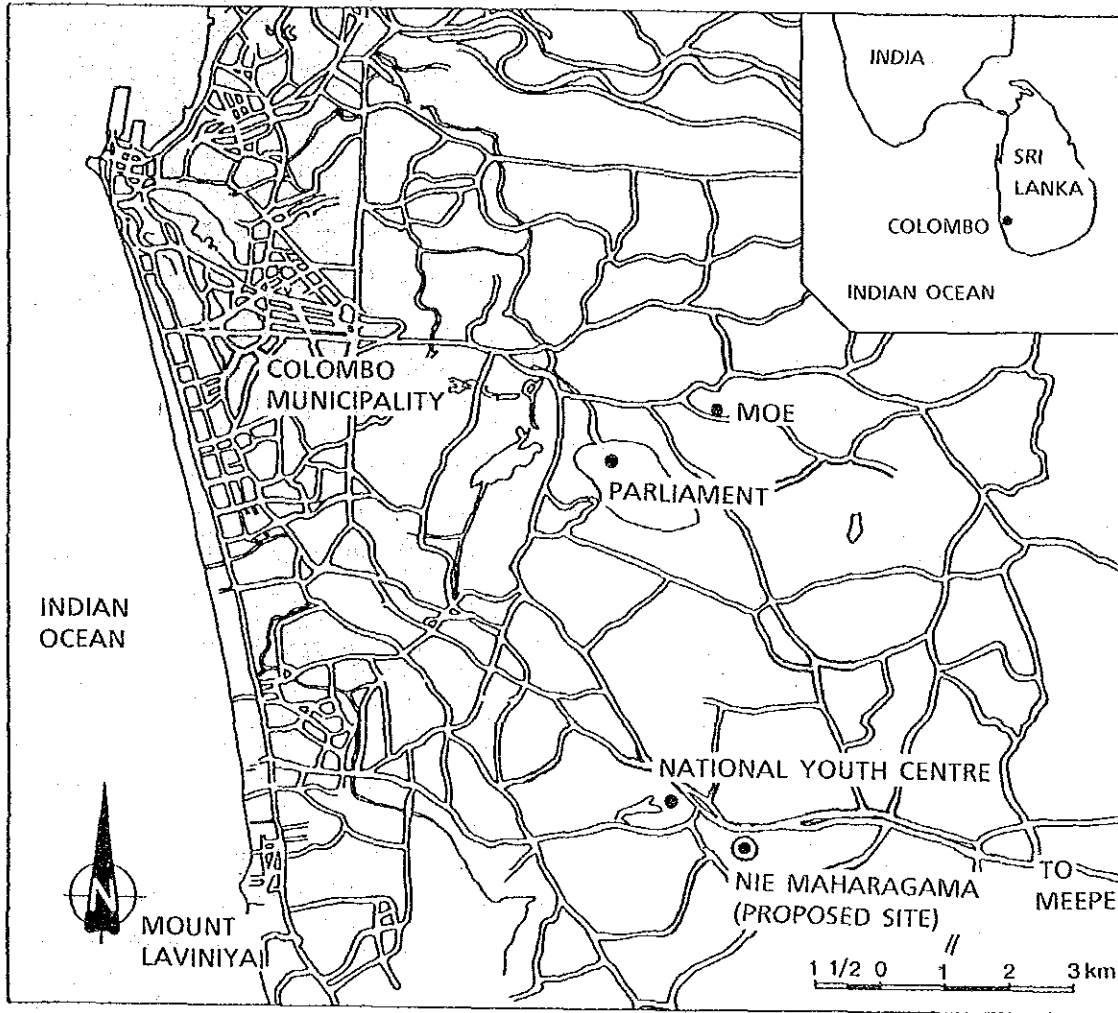 INDIA
SRI
LANKA
COLOMBO
INDIAN OCEAN
COLOMBO
MUNICIPALITY
MOE
PARLIAMENT
INDIAN
OCEAN
NATIONAL YOUTH CENTRE
NIE MAHARAGAMA
(PROPOSED SITE)
TO
MEEPE
N
MOUNT
LAVINIYA
1 1/2 0 1 2 3 km